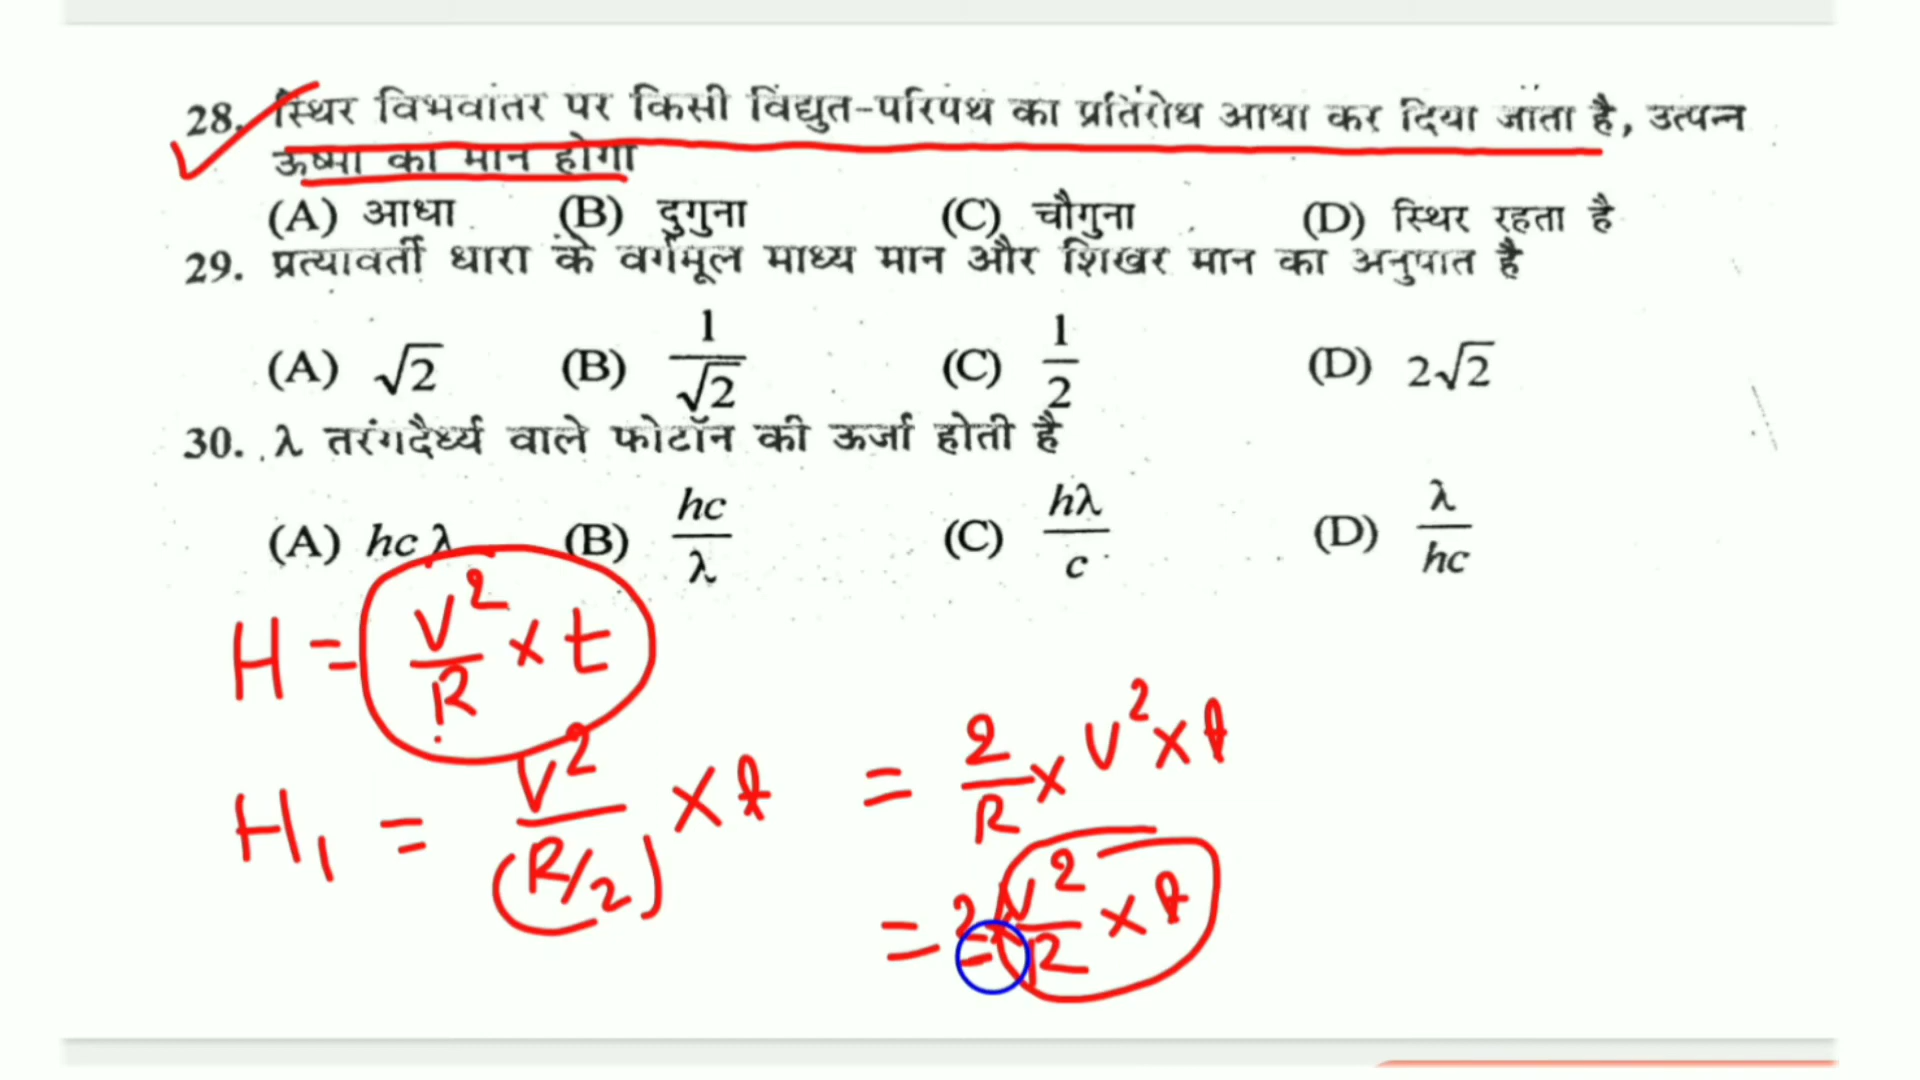 28. स्थिर विभवांतर पर किसी विद्युत-परिपथ का प्रतिरोध आधा कर दिया जाता है, उत्पन्न
ऊष्मा का मान होगा
(A) आधा (B) दुगुना (C) चौगुना (D) स्थिर रहता है
29. प्रत्यावर्ती धारा के वर्गमूल माध्य मान और शिखर मान का अनुपात है
(A) √2 (B) 1/√2 (C) 1/2 (D) 2√2
30. λ तरंगदैर्ध्य वाले फोटॉन की ऊर्जा होती है
(A) hc λ (B) hc/λ (C) hλ/c (D) λ/hc
H = V²/R × t
H₁ = V²/(R/2) × t = 2/R × V² × t
= 2 × V²/R × t